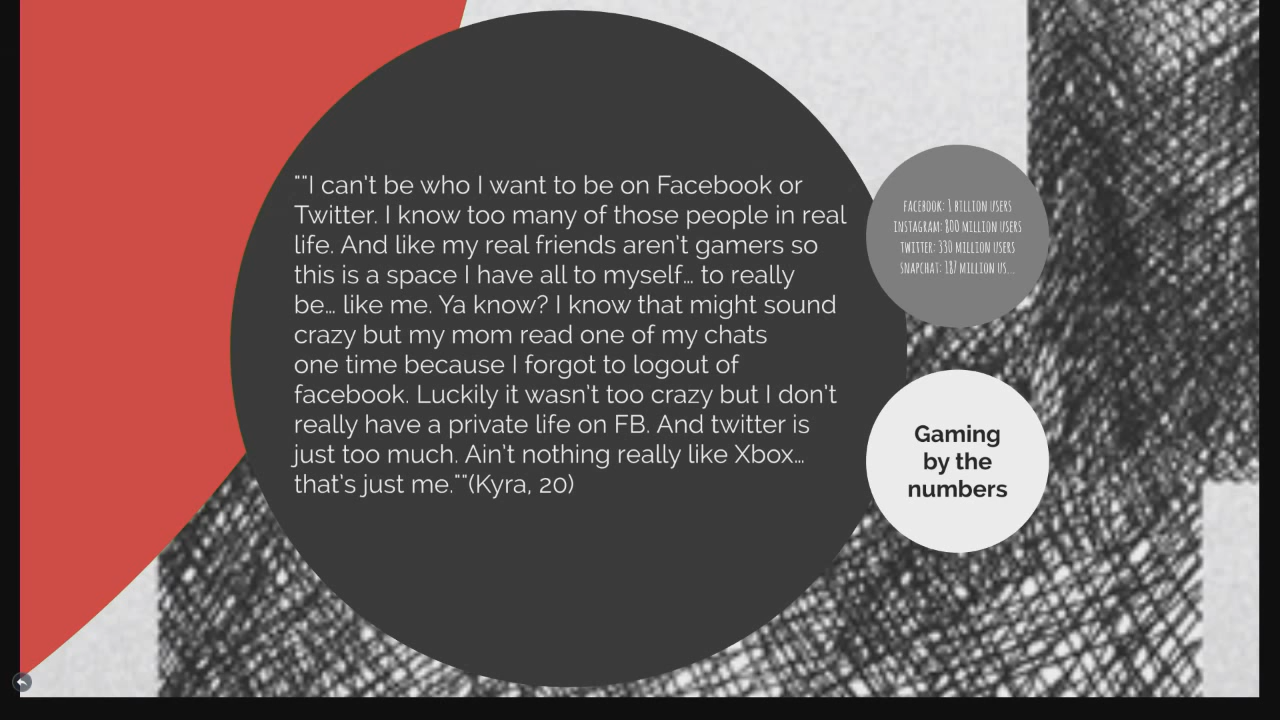 ""I can't be who I want to be on Facebook or
Twitter. I know too many of those people in real
life. And like my real friends aren't gamers so
this is a space I have all to myself… to really
be… like me. Ya know? I know that might sound
crazy but my mom read one of my chats
one time because I forgot to logout of
facebook. Luckily it wasn't too crazy but I don't
really have a private life on FB. And twitter is
just too much. Ain't nothing really like Xbox…
that's just me.""(Kyra, 20)
FACEBOOK: 1 BILLION USERS
INSTAGRAM: 800 MILLION USERS
TWITTER: 330 MILLION USERS
SNAPCHAT: 187 MILLION US...
Gaming
by the
numbers